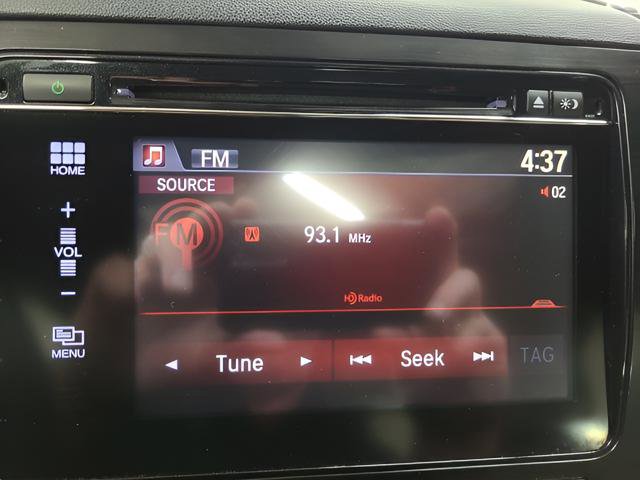 FM 4:37
HOME SOURCE 02
+ FM 93.1 MHz
VOL
HD Radio
−
MENU Tune Seek TAG